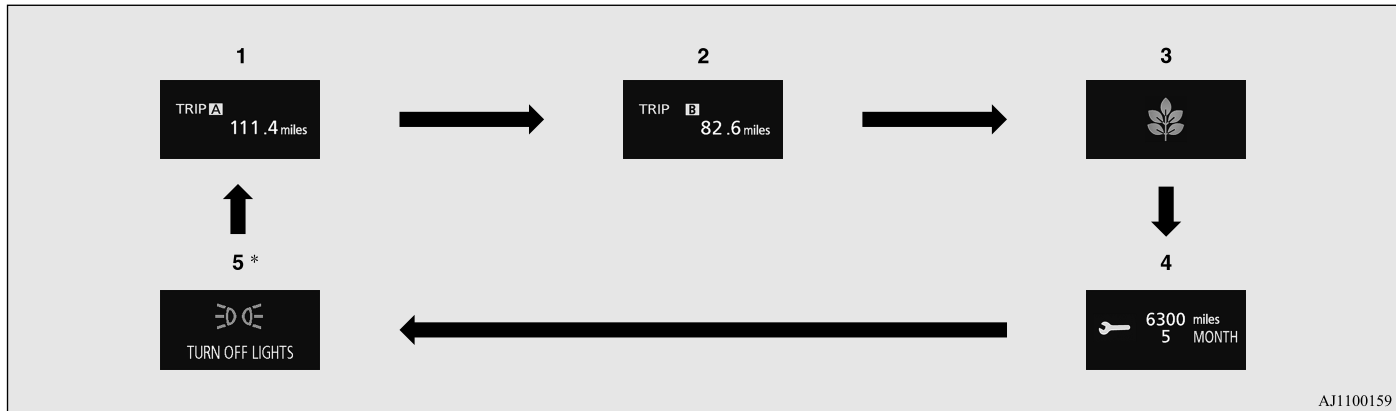 1
TRIP A
111.4 miles
2
TRIP B
82.6 miles
3
5 *
TURN OFF LIGHTS
4
6300 miles
5 MONTH
AJ1100159